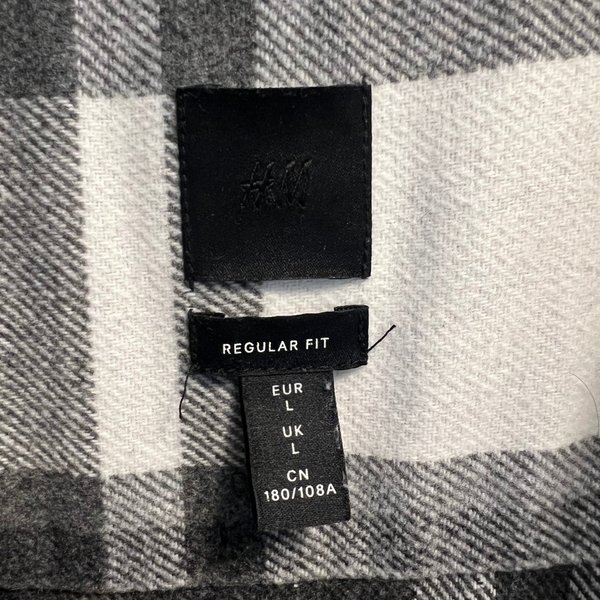 H&M
REGULAR FIT
EUR
L
UK
L
CN
180/108A